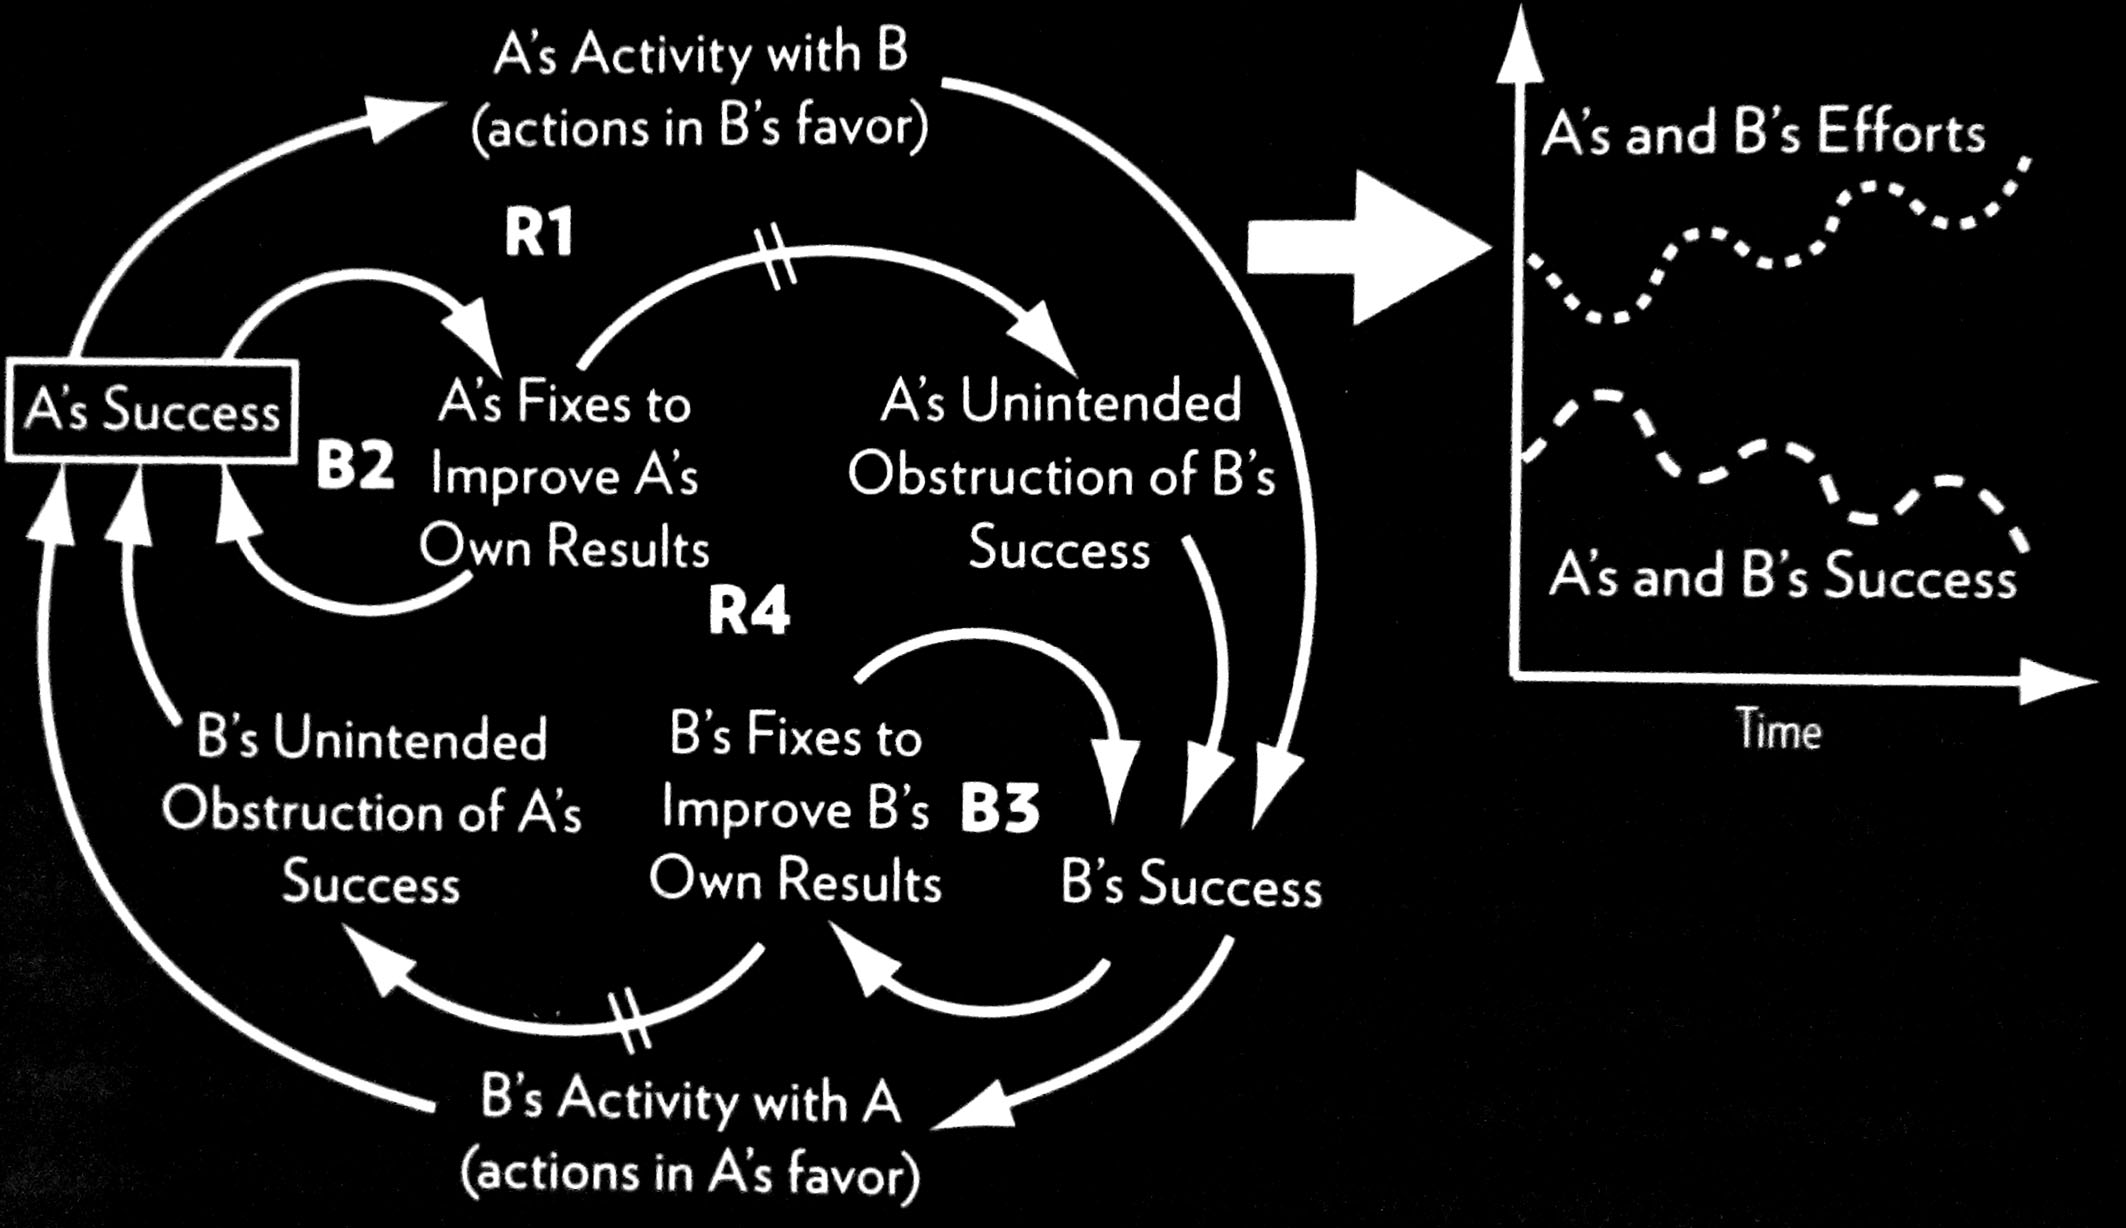 A's Activity with B
(actions in B's favor)
R1
A's Success
B2
A's Fixes to
Improve A's
Own Results
A's Unintended
Obstruction of B's
Success
R4
B's Unintended
Obstruction of A's
Success
B's Fixes to
Improve B's
Own Results
B3
B's Success
B's Activity with A
(actions in A's favor)
A's and B's Efforts
A's and B's Success
Time